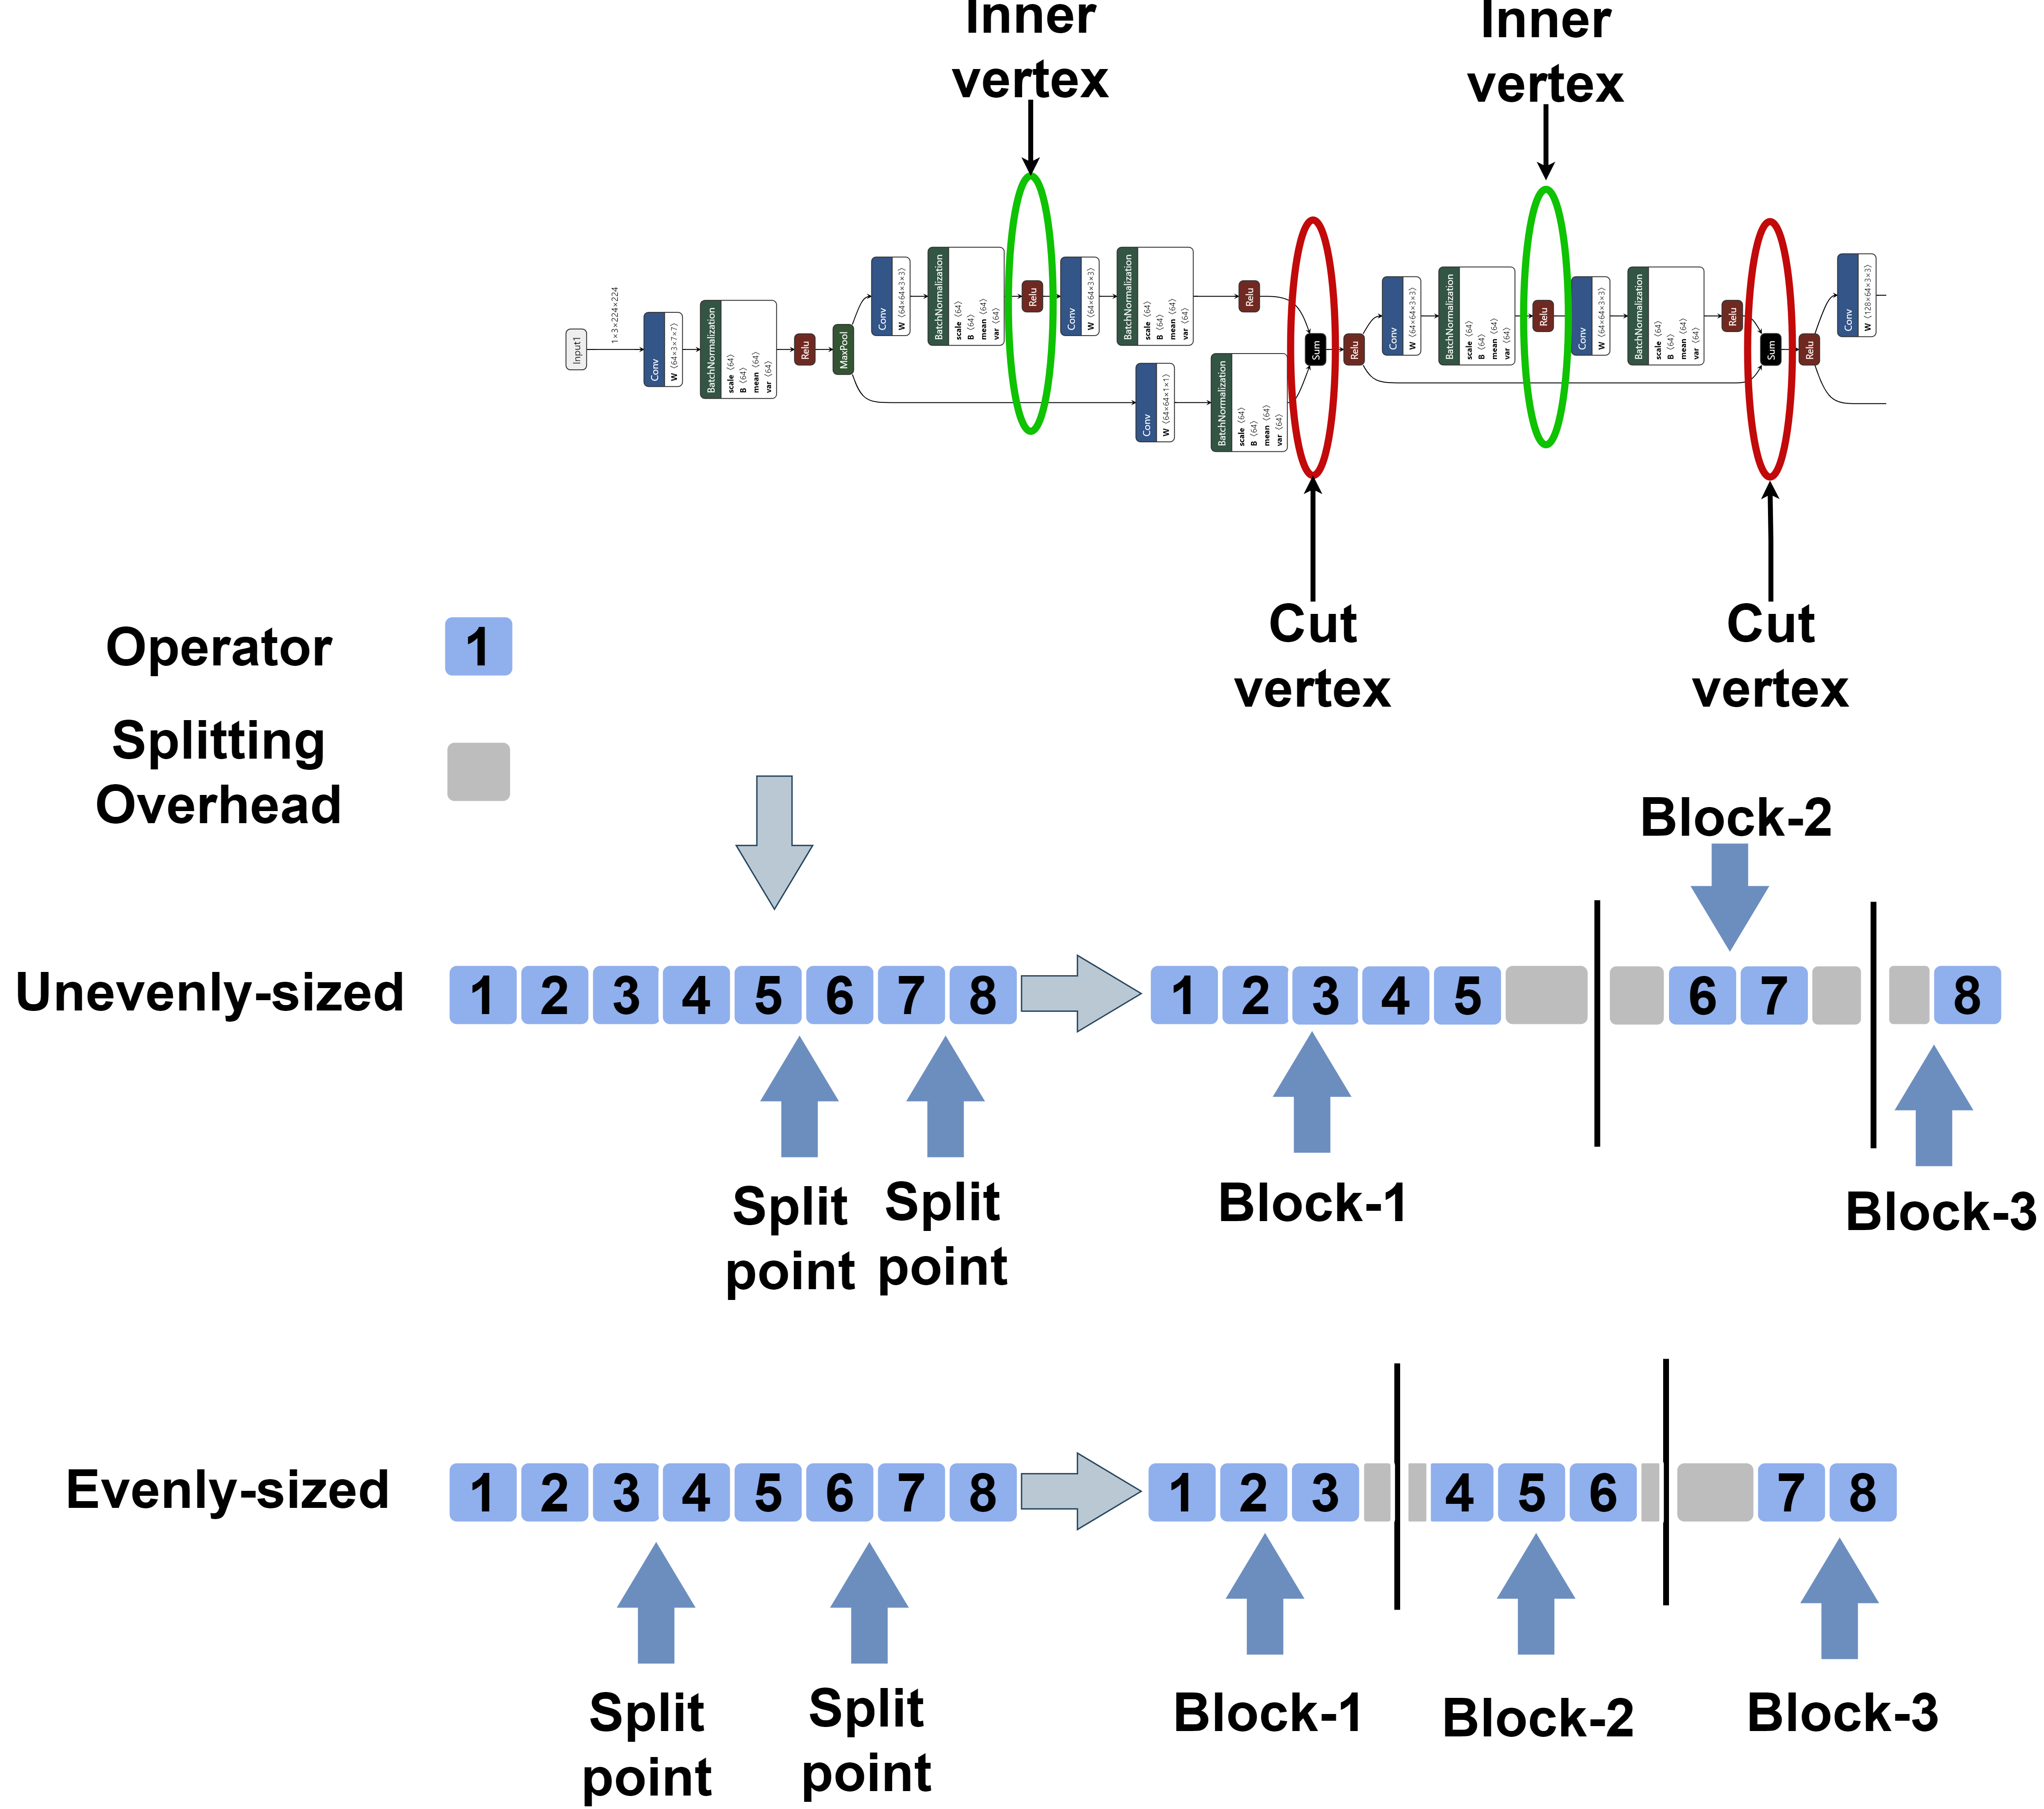 Inner
vertex
Inner
vertex
Input1
1×3×224×224
Conv
W ⟨64×3×7×7⟩
BatchNormalization
scale ⟨64⟩
B ⟨64⟩
mean ⟨64⟩
var ⟨64⟩
Relu
MaxPool
Conv
W ⟨64×64×3×3⟩
BatchNormalization
scale ⟨64⟩
B ⟨64⟩
mean ⟨64⟩
var ⟨64⟩
Relu
Conv
W ⟨64×64×3×3⟩
BatchNormalization
scale ⟨64⟩
B ⟨64⟩
mean ⟨64⟩
var ⟨64⟩
Relu
Conv
W ⟨64×64×1×1⟩
BatchNormalization
scale ⟨64⟩
B ⟨64⟩
mean ⟨64⟩
var ⟨64⟩
Sum
Relu
Conv
W ⟨64×64×3×3⟩
BatchNormalization
scale ⟨64⟩
B ⟨64⟩
mean ⟨64⟩
var ⟨64⟩
Relu
Conv
W ⟨64×64×3×3⟩
BatchNormalization
scale ⟨64⟩
B ⟨64⟩
mean ⟨64⟩
var ⟨64⟩
Relu
Sum
Relu
Conv
W ⟨128×64×3×3⟩
Cut
vertex
Cut
vertex
Operator
1
Splitting
Overhead
Block-2
Unevenly-sized
1 2 3 4 5 6 7 8
1 2 3 4 5
6 7
8
Split
point
Split
point
Block-1
Block-3
Evenly-sized
1 2 3 4 5 6 7 8
1 2 3
4 5 6
7 8
Split
point
Split
point
Block-1
Block-2
Block-3